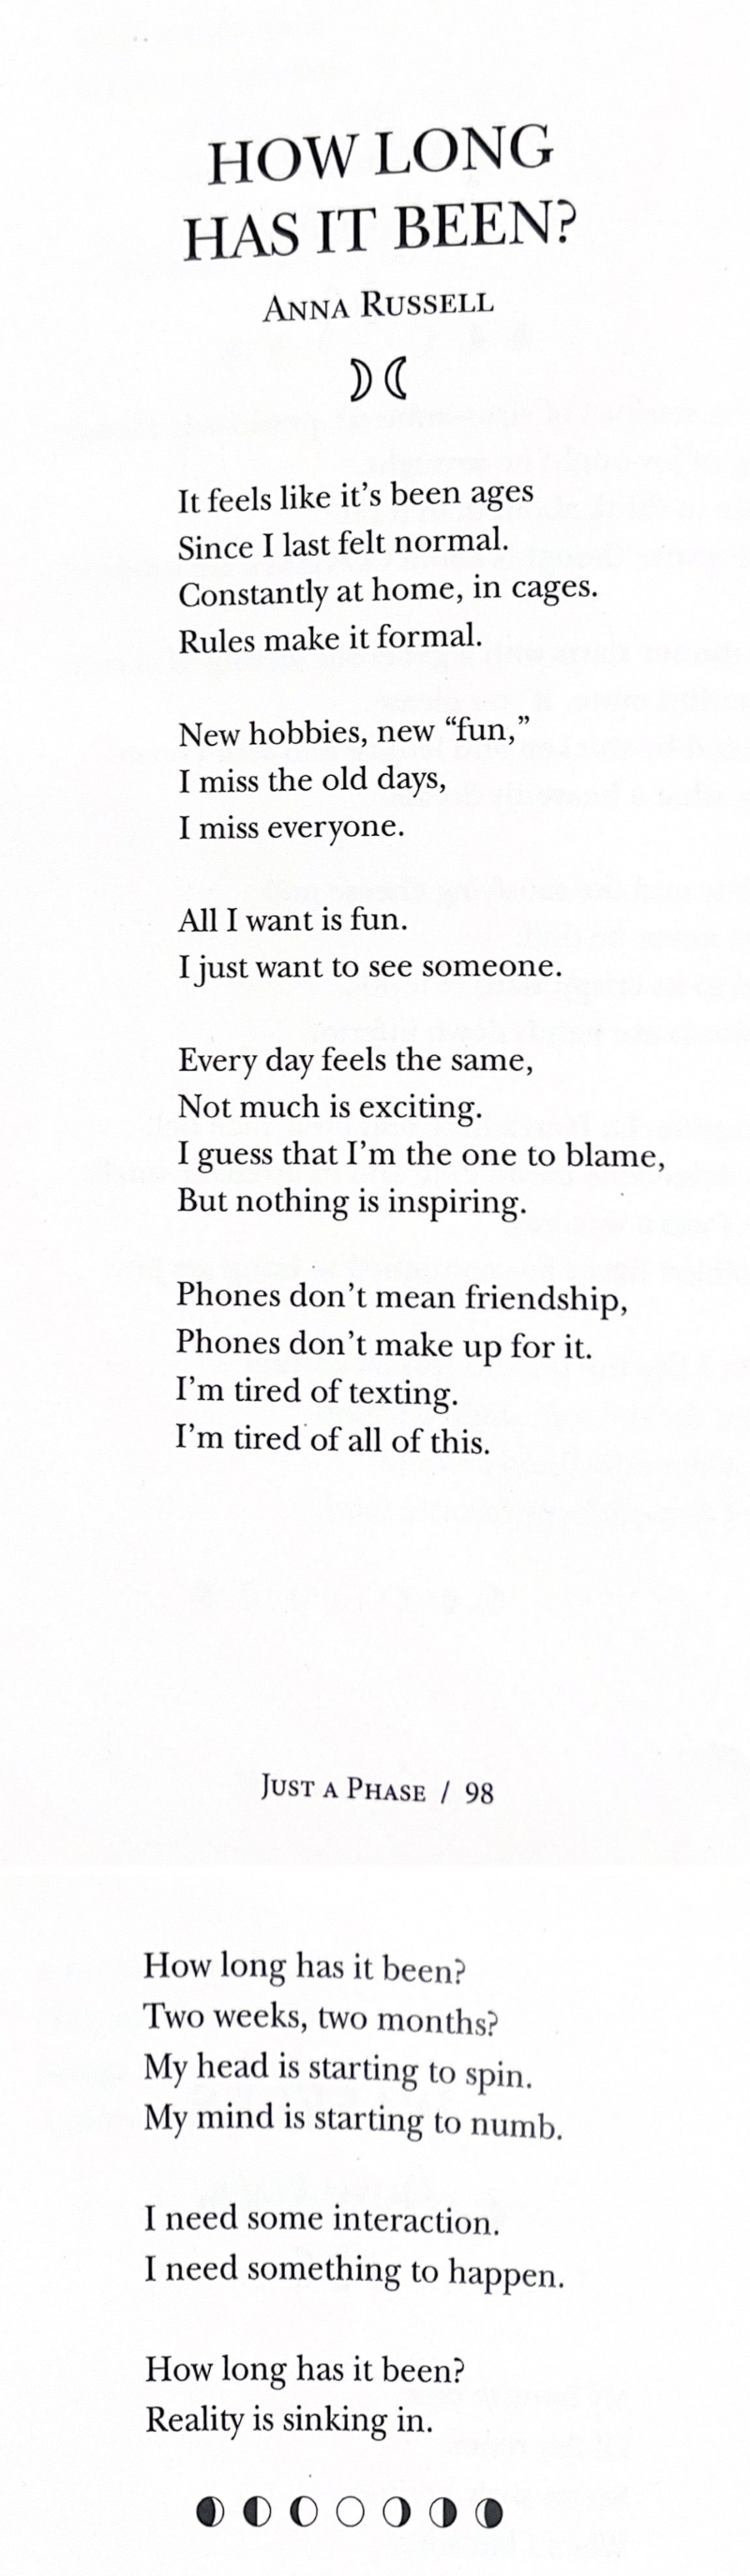 HOW LONG
HAS IT BEEN?
ANNA RUSSELL
It feels like it's been ages
Since I last felt normal.
Constantly at home, in cages.
Rules make it formal.
New hobbies, new “fun,”
I miss the old days,
I miss everyone.
All I want is fun.
I just want to see someone.
Every day feels the same,
Not much is exciting.
I guess that I'm the one to blame,
But nothing is inspiring.
Phones don't mean friendship,
Phones don't make up for it.
I'm tired of texting.
I'm tired of all of this.
JUST A PHASE / 98
How long has it been?
Two weeks, two months?
My head is starting to spin.
My mind is starting to numb.
I need some interaction.
I need something to happen.
How long has it been?
Reality is sinking in.